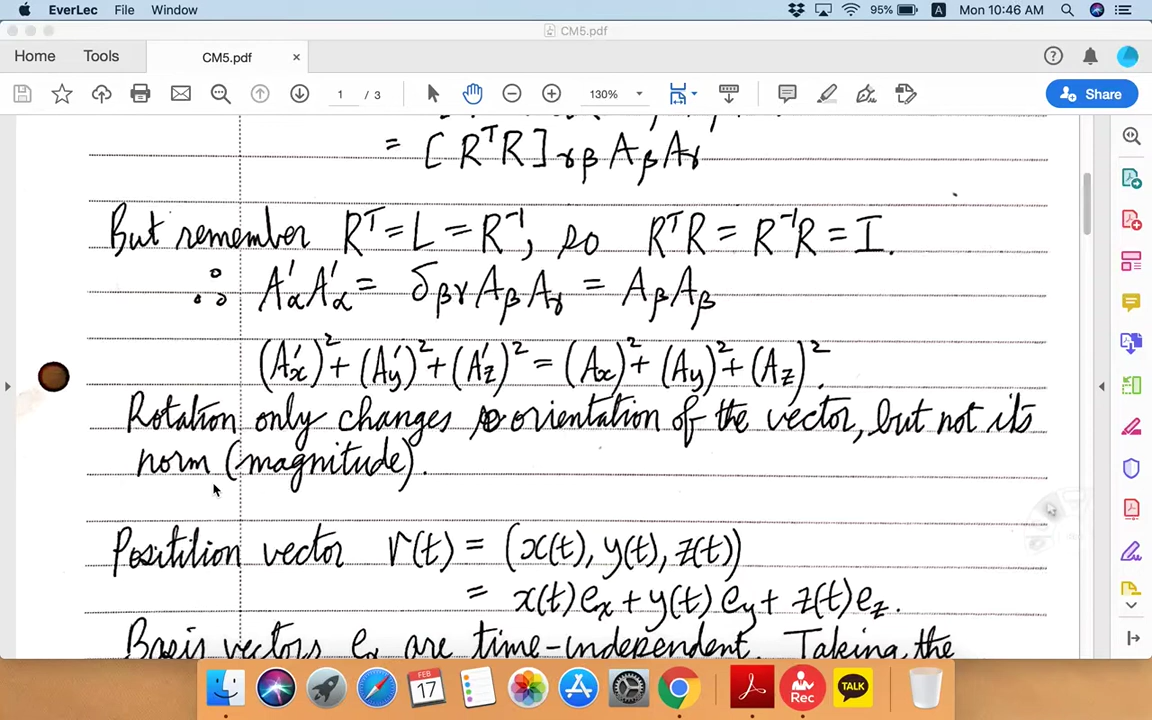 EverLec File Window 95% A Mon 10:46 AM
CM5.pdf
Home Tools CM5.pdf ×
1 / 3 130% Share
= [ RᵀR ]γβ Aβ Aγ
But remember Rᵀ = L = R⁻¹, so RᵀR = R⁻¹R = I.
∴ A'αA'α = δβγ Aβ Aγ = Aβ Aβ
(A'x)² + (A'y)² + (A'z)² = (Ax)² + (Ay)² + (Az)².
Rotation only changes orientation of the vector, but not its
norm (magnitude).
Positition vector r(t) = (x(t), y(t), z(t))
= x(t) ex + y(t) ey + z(t) ez.
Basis vectors eα are time-independent. Taking the
FEB
17
Rec
TALK